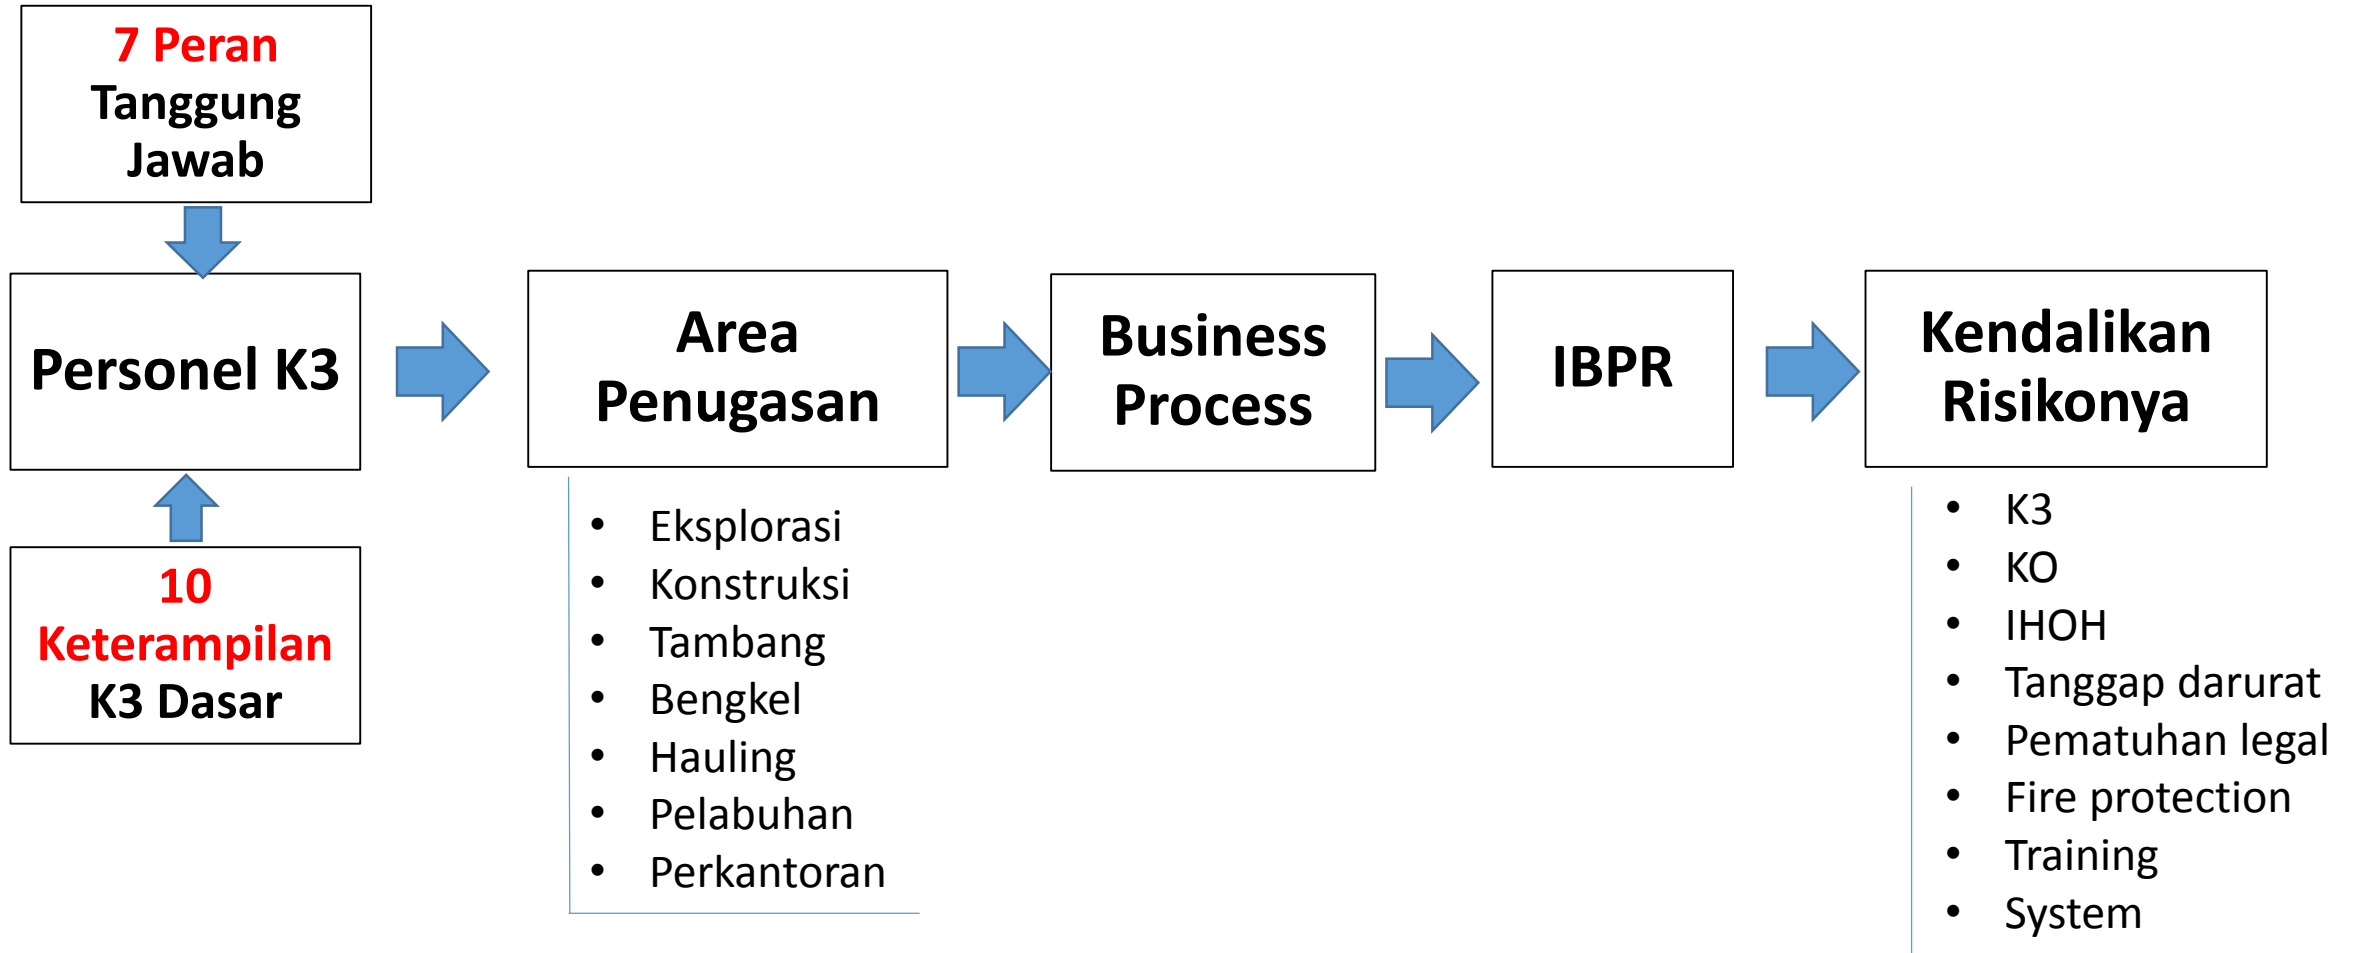 7 Peran
Tanggung
Jawab
Personel K3
10
Keterampilan
K3 Dasar
Area
Penugasan
• Eksplorasi
• Konstruksi
• Tambang
• Bengkel
• Hauling
• Pelabuhan
• Perkantoran
Business
Process
IBPR
Kendalikan
Risikonya
• K3
• KO
• IHOH
• Tanggap darurat
• Pematuhan legal
• Fire protection
• Training
• System